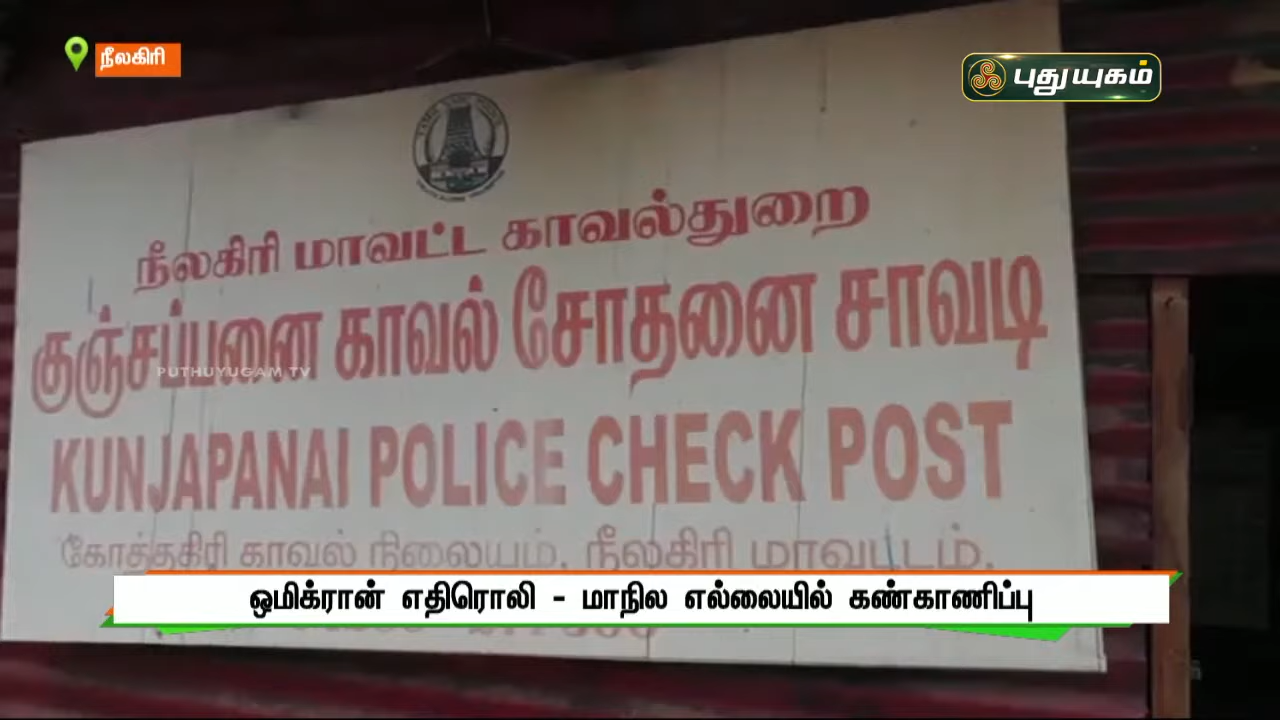 நீலகிரி
புதுயுகம்
நீலகிரி மாவட்ட காவல்துறை
குஞ்சப்பனை காவல் சோதனை சாவடி
PUTHUYUGAM TV
KUNJAPANAI POLICE CHECK POST
கோத்தகிரி காவல் நிலையம், நீலகிரி மாவட்டம்.
ஒமிக்ரான் எதிரொலி - மாநில எல்லையில் கண்காணிப்பு